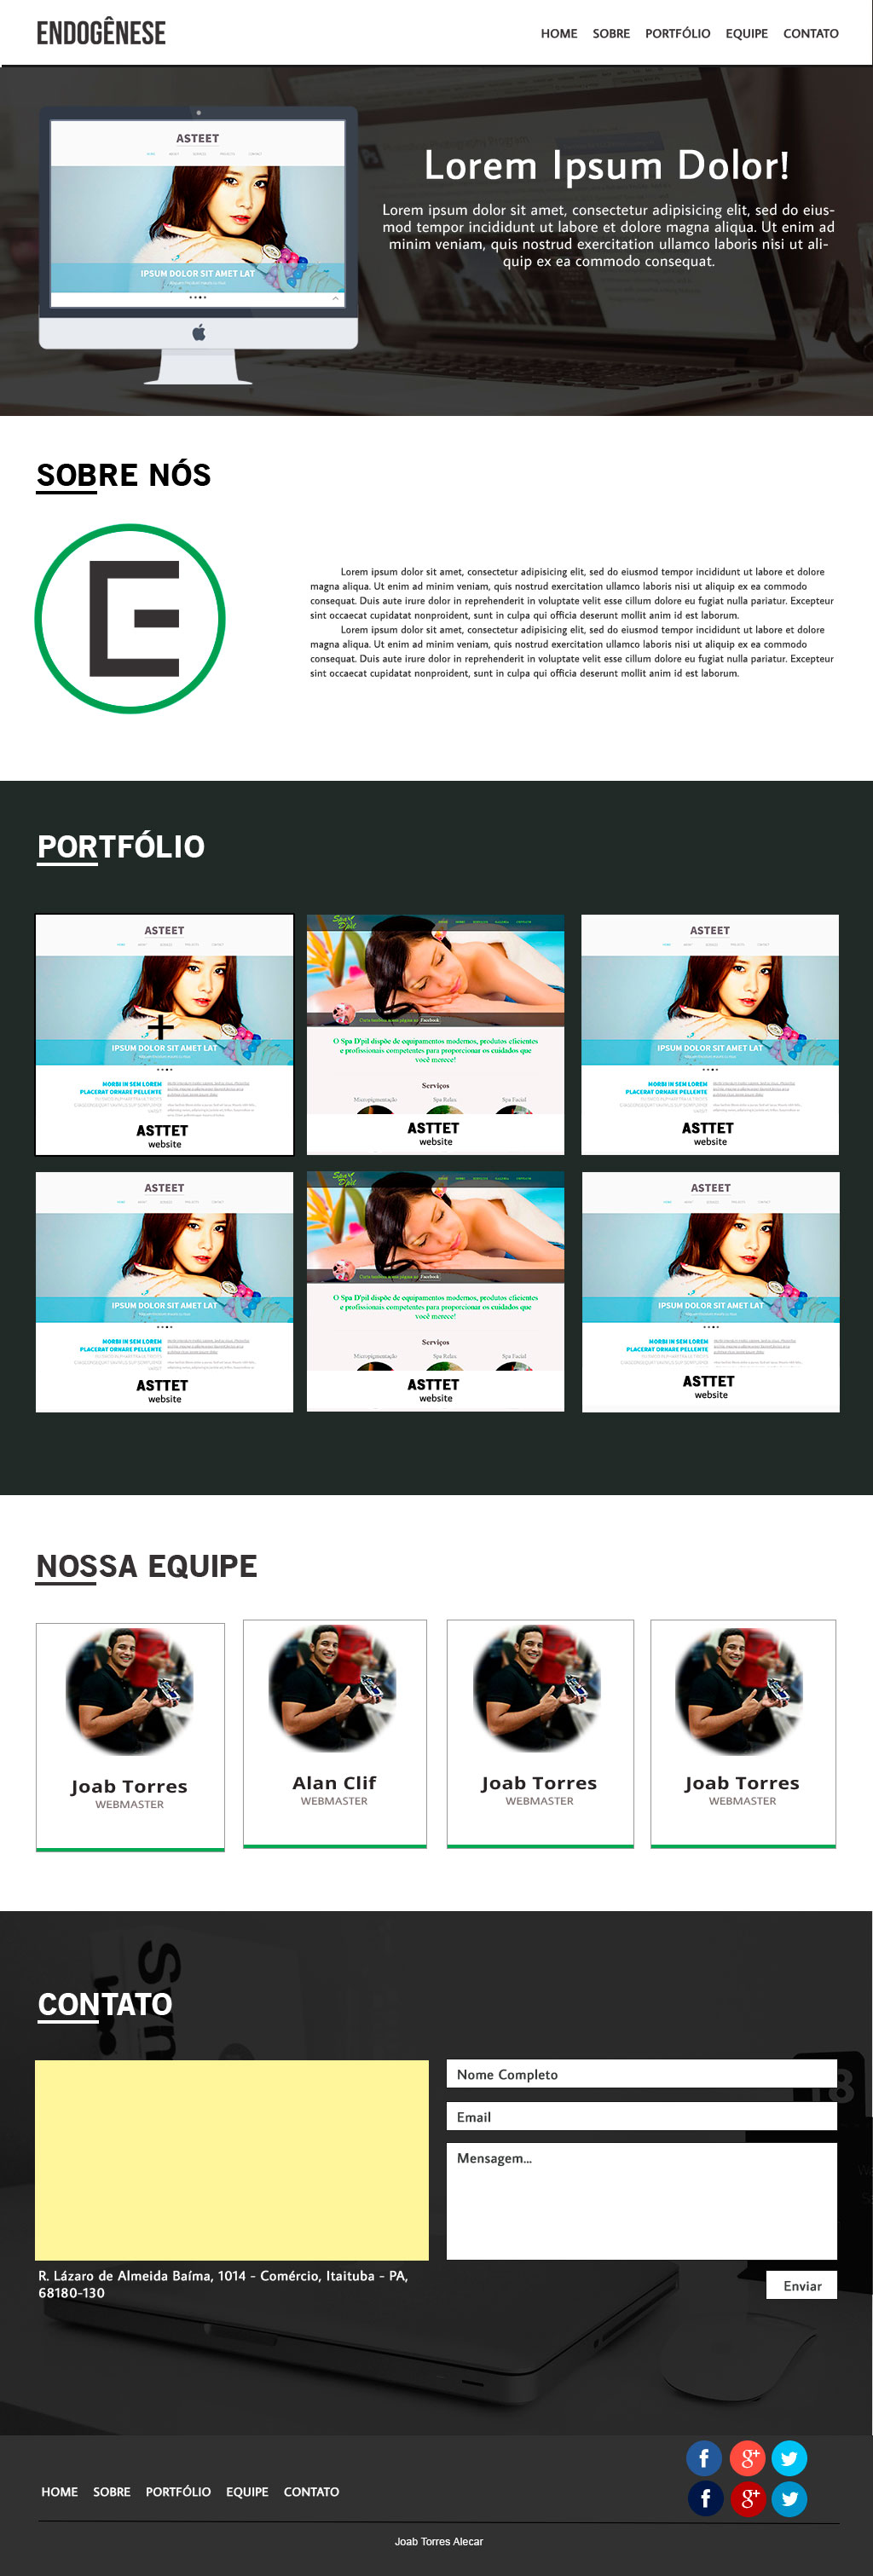 ENDOGÊNESE
HOME SOBRE PORTFÓLIO EQUIPE CONTATO
ASTEET
IPSUM DOLOR SIT AMET LAT
Lorem Ipsum Dolor!
Lorem ipsum dolor sit amet, consectetur adipisicing elit, sed do eius-
mod tempor incididunt ut labore et dolore magna aliqua. Ut enim ad
minim veniam, quis nostrud exercitation ullamco laboris nisi ut ali-
quip ex ea commodo consequat.
SOBRE NÓS
E
Lorem ipsum dolor sit amet, consectetur adipisicing elit, sed do eiusmod tempor incididunt ut labore et dolore
magna aliqua. Ut enim ad minim veniam, quis nostrud exercitation ullamco laboris nisi ut aliquip ex ea commodo
consequat. Duis aute irure dolor in reprehenderit in voluptate velit esse cillum dolore eu fugiat nulla pariatur. Excepteur
sint occaecat cupidatat nonproident, sunt in culpa qui officia deserunt mollit anim id est laborum.
Lorem ipsum dolor sit amet, consectetur adipisicing elit, sed do eiusmod tempor incididunt ut labore et dolore
magna aliqua. Ut enim ad minim veniam, quis nostrud exercitation ullamco laboris nisi ut aliquip ex ea commodo
consequat. Duis aute irure dolor in reprehenderit in voluptate velit esse cillum dolore eu fugiat nulla pariatur. Excepteur
sint occaecat cupidatat nonproident, sunt in culpa qui officia deserunt mollit anim id est laborum.
PORTFÓLIO
ASTEET
IPSUM DOLOR SIT AMET LAT
MORBI IN SEM LOREM
PLACERAT ORNARE PELLENTE
ASTTET
website
Spa D'pil
Facebook
O Spa D'pil dispõe de equipamentos modernos, produtos eficientes
e profissionais competentes para proporcionar os cuidados que
você merece!
Serviços
Micropigmentação Spa Relax Spa Facial
ASTTET
website
ASTEET
IPSUM DOLOR SIT AMET LAT
MORBI IN SEM LOREM
PLACERAT ORNARE PELLENTE
ASTTET
website
ASTEET
IPSUM DOLOR SIT AMET LAT
MORBI IN SEM LOREM
PLACERAT ORNARE PELLENTE
ASTTET
website
Spa D'pil
Facebook
O Spa D'pil dispõe de equipamentos modernos, produtos eficientes
e profissionais competentes para proporcionar os cuidados que
você merece!
Serviços
Micropigmentação Spa Relax Spa Facial
ASTTET
website
ASTEET
IPSUM DOLOR SIT AMET LAT
MORBI IN SEM LOREM
PLACERAT ORNARE PELLENTE
ASTTET
website
NOSSA EQUIPE
Joab Torres
WEBMASTER
Alan Clif
WEBMASTER
Joab Torres
WEBMASTER
Joab Torres
WEBMASTER
CONTATO
Nome Completo
Email
Mensagem...
R. Lázaro de Almeida Baíma, 1014 - Comércio, Itaituba - PA,
68180-130
Enviar
HOME SOBRE PORTFÓLIO EQUIPE CONTATO
Joab Torres Alecar